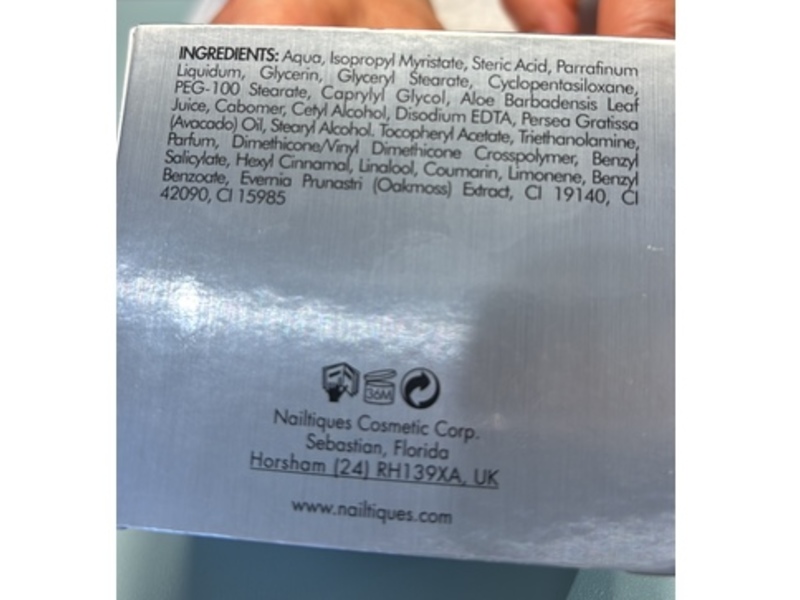 INGREDIENTS: Aqua, Isopropyl Myristate, Steric Acid, Parrafinum
Liquidum, Glycerin, Glyceryl Stearate, Cyclopentasiloxane,
PEG-100 Stearate, Caprylyl Glycol, Aloe Barbadensis Leaf
Juice, Cabomer, Cetyl Alcohol, Disodium EDTA, Persea Gratissa
(Avocado) Oil, Stearyl Alcohol. Tocopheryl Acetate, Triethanolamine,
Parfum, Dimethicone/Vinyl Dimethicone Crosspolymer, Benzyl
Salicylate, Hexyl Cinnamal, Linalool, Coumarin, Limonene, Benzyl
Benzoate, Evernia Prunastri (Oakmoss) Extract, CI 19140, CI
42090, CI 15985
36M
Nailtiques Cosmetic Corp.
Sebastian, Florida
Horsham (24) RH139XA, UK
www.nailtiques.com